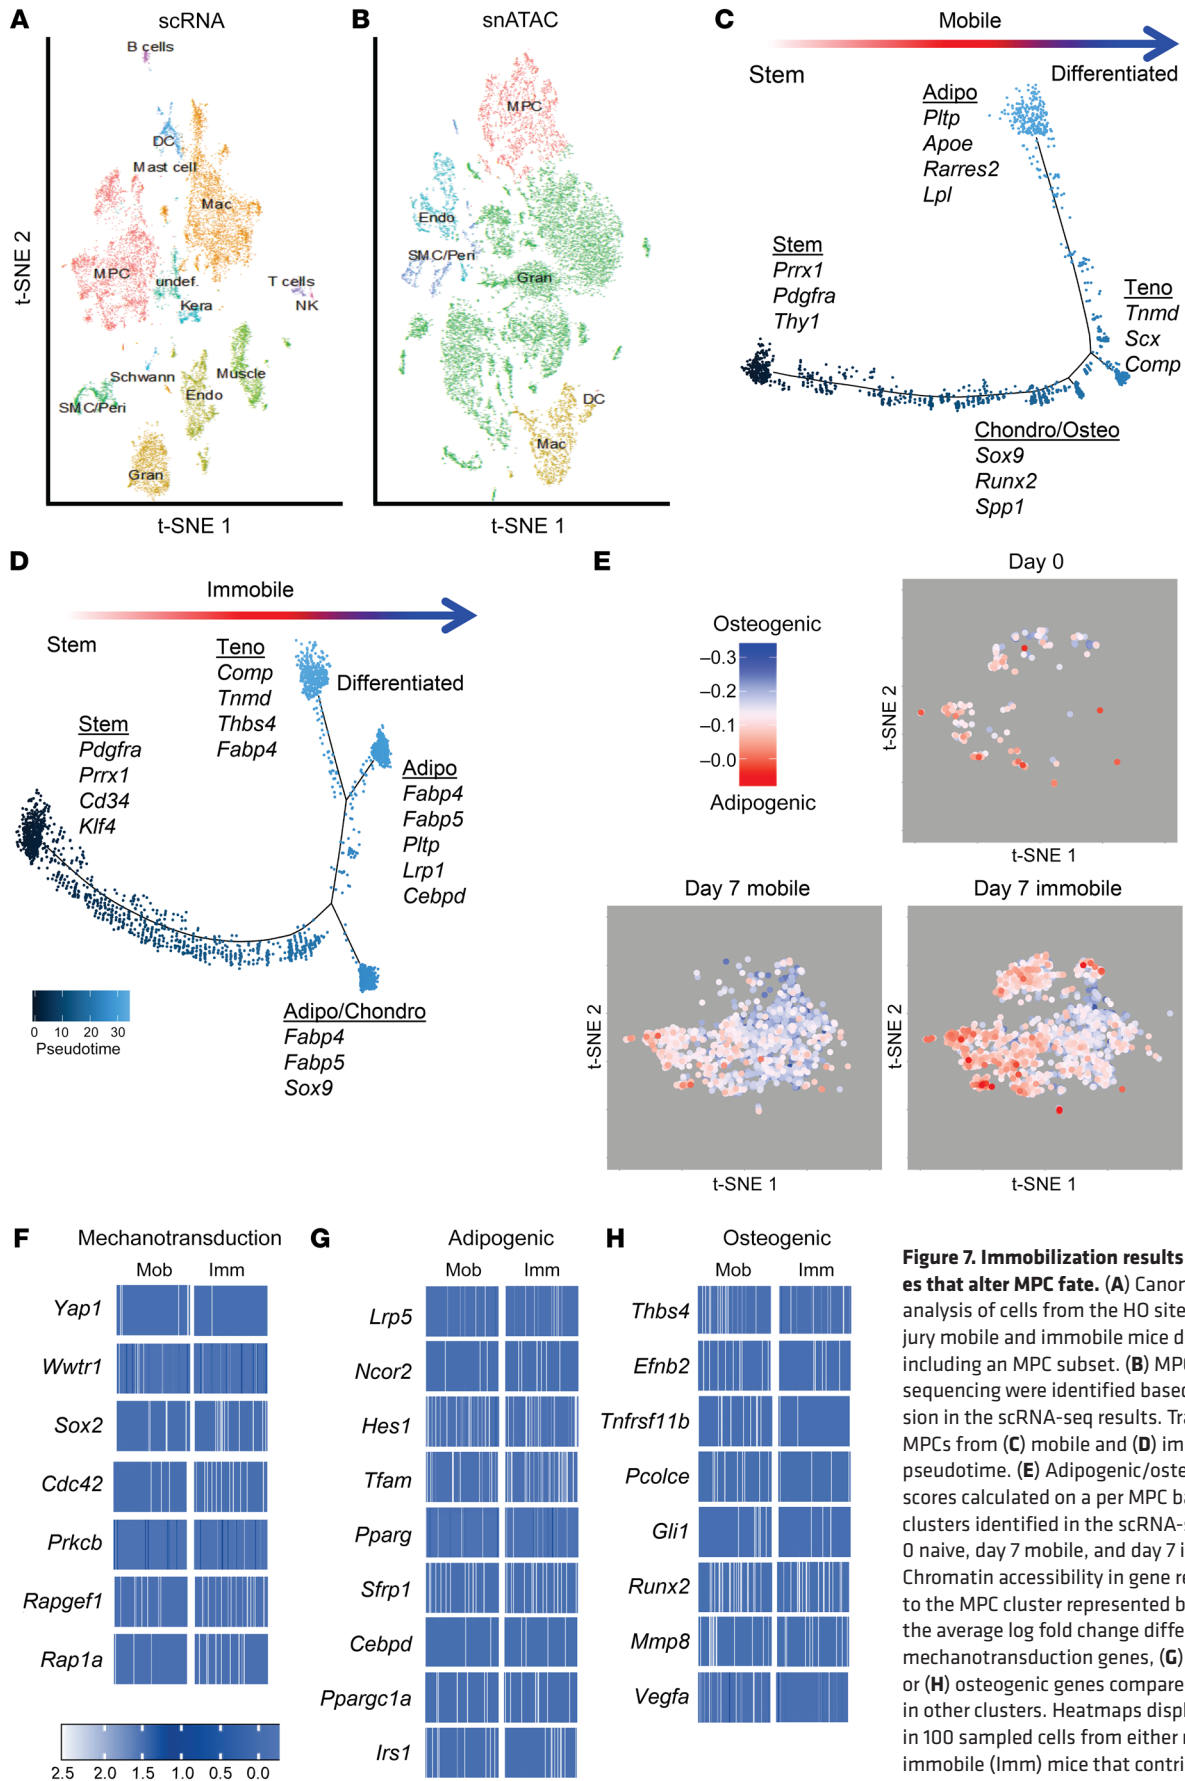 A
scRNA
B cells
DC
Mast cell
Mac
MPC
undef.
Kera
T cells
NK
Schwann
Muscle
SMC/Peri
Endo
Gran
t-SNE 2
t-SNE 1
B
snATAC
MPC
Endo
SMC/Peri
Gran
DC
Mac
t-SNE 1
C
Mobile
Stem
Differentiated
Adipo
Pltp
Apoe
Rarres2
Lpl
Stem
Prrx1
Pdgfra
Thy1
Teno
Tnmd
Scx
Comp
Chondro/Osteo
Sox9
Runx2
Spp1
D
Immobile
Stem
Differentiated
Teno
Comp
Tnmd
Thbs4
Fabp4
Stem
Pdgfra
Prrx1
Cd34
Klf4
Adipo
Fabp4
Fabp5
Pltp
Lrp1
Cebpd
Adipo/Chondro
Fabp4
Fabp5
Sox9
0 10 20 30
Pseudotime
E
Osteogenic
–0.3
–0.2
–0.1
–0.0
Adipogenic
Day 0
t-SNE 2
t-SNE 1
Day 7 mobile
t-SNE 2
t-SNE 1
Day 7 immobile
t-SNE 2
t-SNE 1
F
Mechanotransduction
Mob Imm
Yap1
Wwtr1
Sox2
Cdc42
Prkcb
Rapgef1
Rap1a
2.5 2.0 1.5 1.0 0.5 0.0
G
Adipogenic
Mob Imm
Lrp5
Ncor2
Hes1
Tfam
Pparg
Sfrp1
Cebpd
Ppargc1a
Irs1
H
Osteogenic
Mob Imm
Thbs4
Efnb2
Tnfrsf11b
Pcolce
Gli1
Runx2
Mmp8
Vegfa
Figure 7. Immobilization results
es that alter MPC fate. (A) Canon
analysis of cells from the HO site
jury mobile and immobile mice d
including an MPC subset. (B) MP
sequencing were identified based
sion in the scRNA-seq results. Tra
MPCs from (C) mobile and (D) im
pseudotime. (E) Adipogenic/oste
scores calculated on a per MPC ba
clusters identified in the scRNA-s
0 naive, day 7 mobile, and day 7 i
Chromatin accessibility in gene re
to the MPC cluster represented b
the average log fold change diffe
mechanotransduction genes, (G)
or (H) osteogenic genes compare
in other clusters. Heatmaps displ
in 100 sampled cells from either r
immobile (Imm) mice that contri